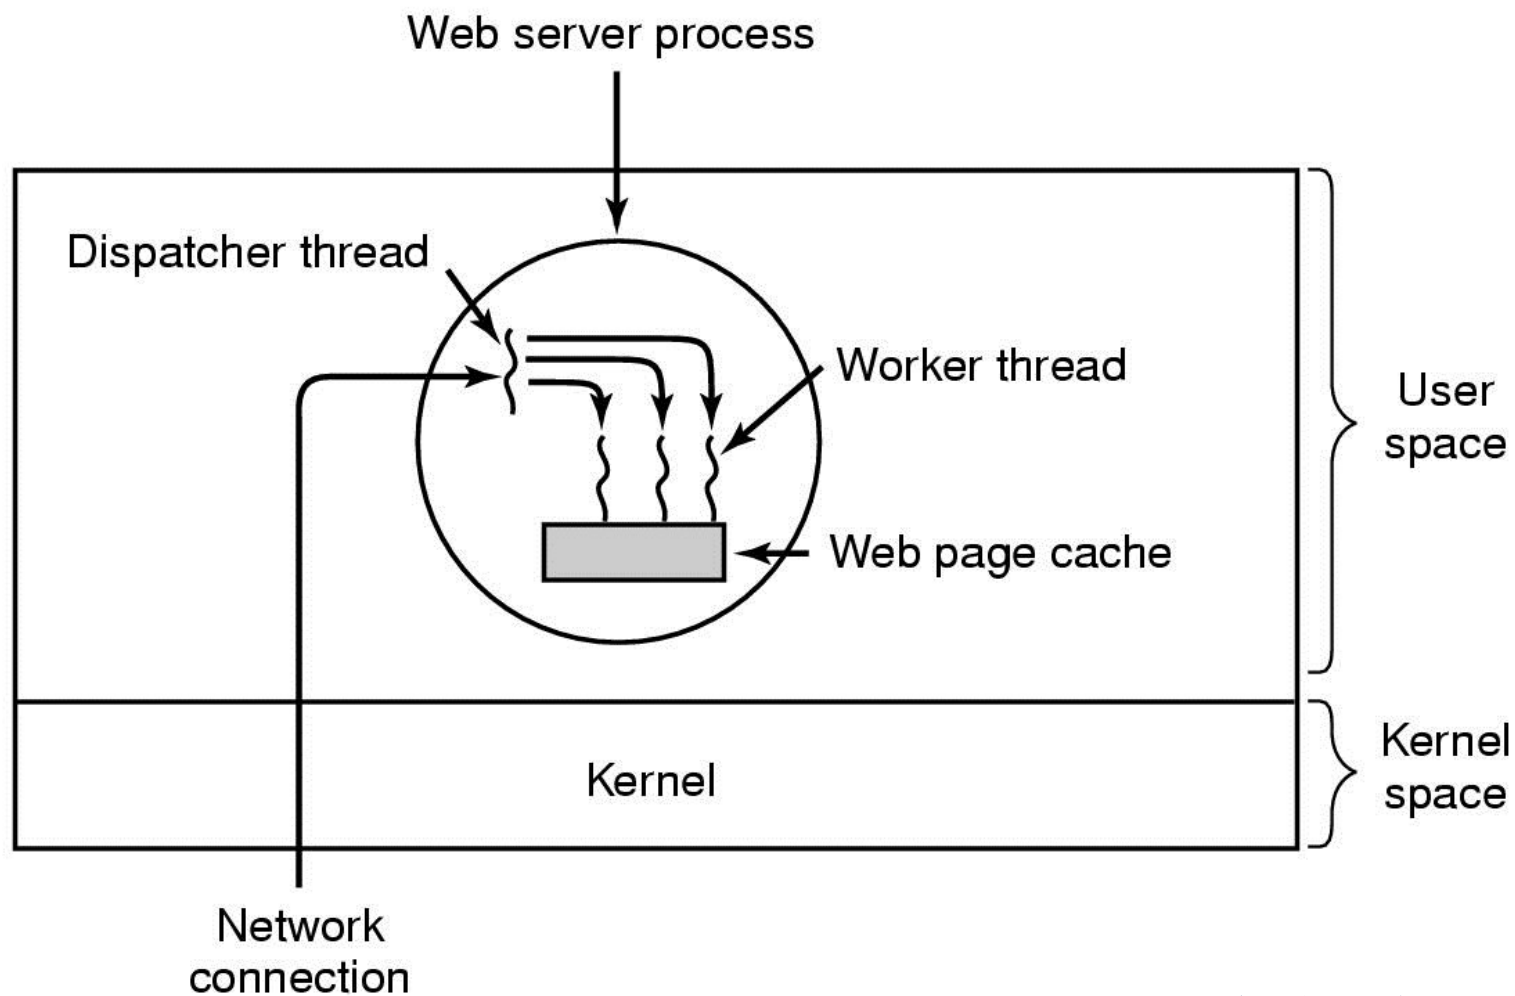 Web server process
Dispatcher thread
Worker thread
User
space
Web page cache
Kernel
space
Kernel
Network
connection